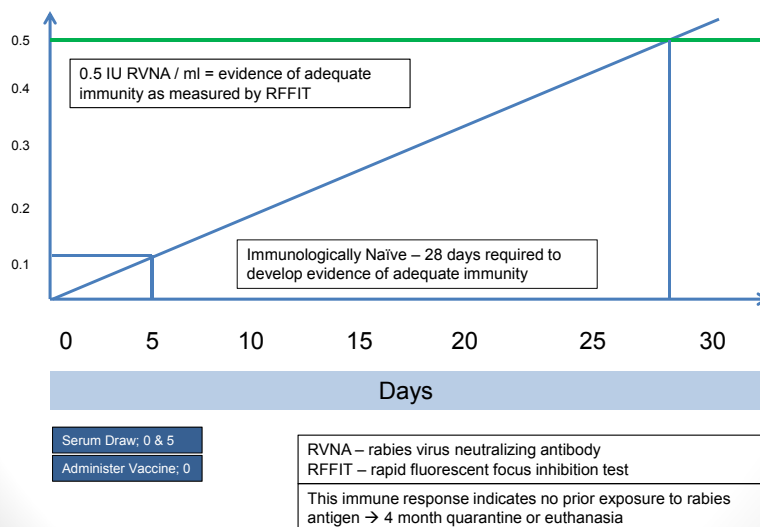 0.5
0.4
0.3
0.2
0.1
0.5 IU RVNA / ml = evidence of adequate
immunity as measured by RFFIT
Immunologically Naïve – 28 days required to
develop evidence of adequate immunity
0 5 10 15 20 25 30
Days
Serum Draw; 0 & 5
Administer Vaccine; 0
RVNA – rabies virus neutralizing antibody
RFFIT – rapid fluorescent focus inhibition test
This immune response indicates no prior exposure to rabies
antigen → 4 month quarantine or euthanasia